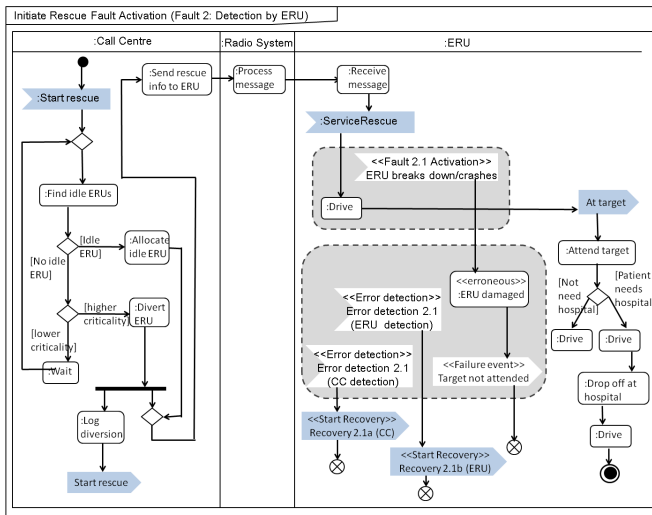 Initiate Rescue Fault Activation (Fault 2: Detection by ERU)
:Call Centre
:Radio System
:ERU
:Send rescue
info to ERU
:Process
message
:Receive
message
:Start rescue
:ServiceRescue
<<Fault 2.1 Activation>>
ERU breaks down/crashes
:Find idle ERUs
:Drive
At target
[No idle
ERU]
[Idle
ERU]
:Allocate
idle ERU
:Attend target
<<erroneous>>
:ERU damaged
[Not
need
hospital]
[Patient
needs
hospital]
<<Error detection>>
Error detection 2.1
(ERU detection)
[higher
criticality]
:Divert
ERU
[lower
criticality]
:Drive
:Drive
<<Error detection>>
Error detection 2.1
(CC detection)
<<Failure event>>
Target not attended
:Wait
:Drop off at
hospital
:Log
diversion
<<Start Recovery>>
Recovery 2.1a (CC)
:Drive
<<Start Recovery>>
Recovery 2.1b (ERU)
Start rescue